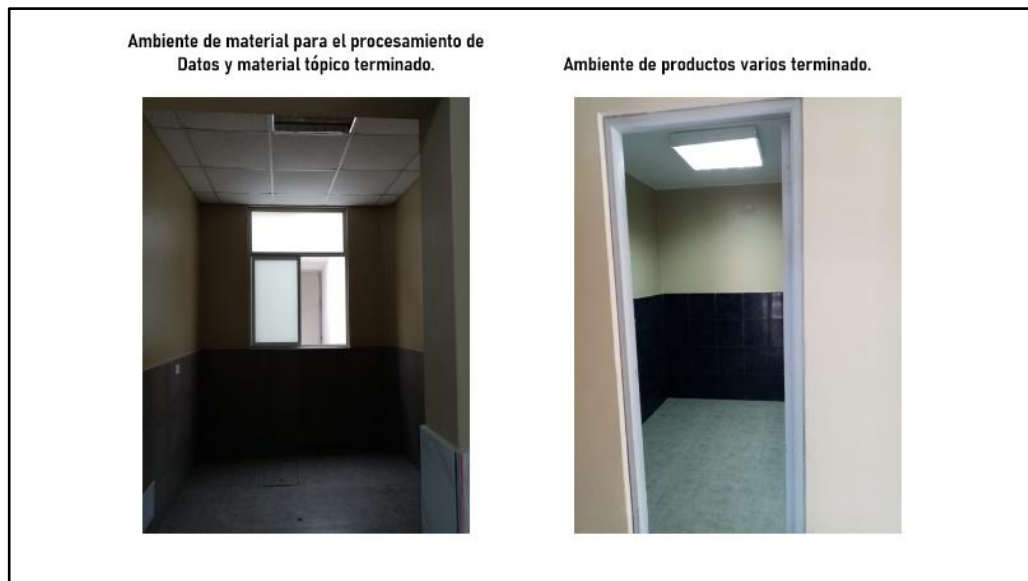 Ambiente de material para el procesamiento de
Datos y material tópico terminado.
Ambiente de productos varios terminado.